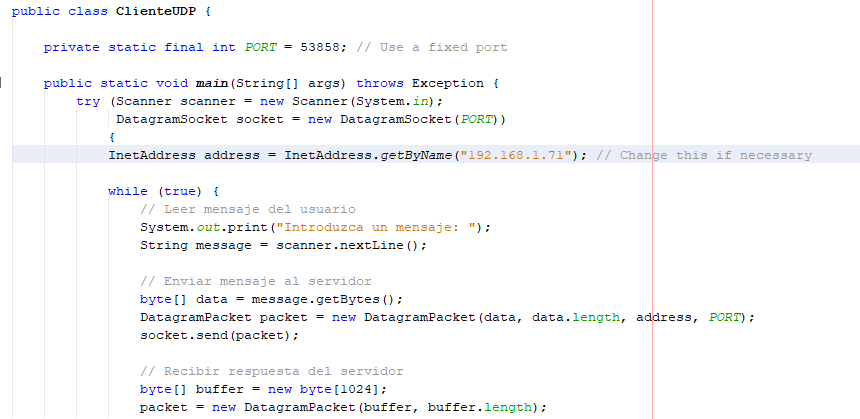 public class ClienteUDP {
private static final int PORT = 53858; // Use a fixed port
public static void main(String[] args) throws Exception {
try (Scanner scanner = new Scanner(System.in);
DatagramSocket socket = new DatagramSocket(PORT))
{
InetAddress address = InetAddress.getByName("192.168.1.71"); // Change this if necessary
while (true) {
// Leer mensaje del usuario
System.out.print("Introduzca un mensaje: ");
String message = scanner.nextLine();
// Enviar mensaje al servidor
byte[] data = message.getBytes();
DatagramPacket packet = new DatagramPacket(data, data.length, address, PORT);
socket.send(packet);
// Recibir respuesta del servidor
byte[] buffer = new byte[1024];
packet = new DatagramPacket(buffer, buffer.length);